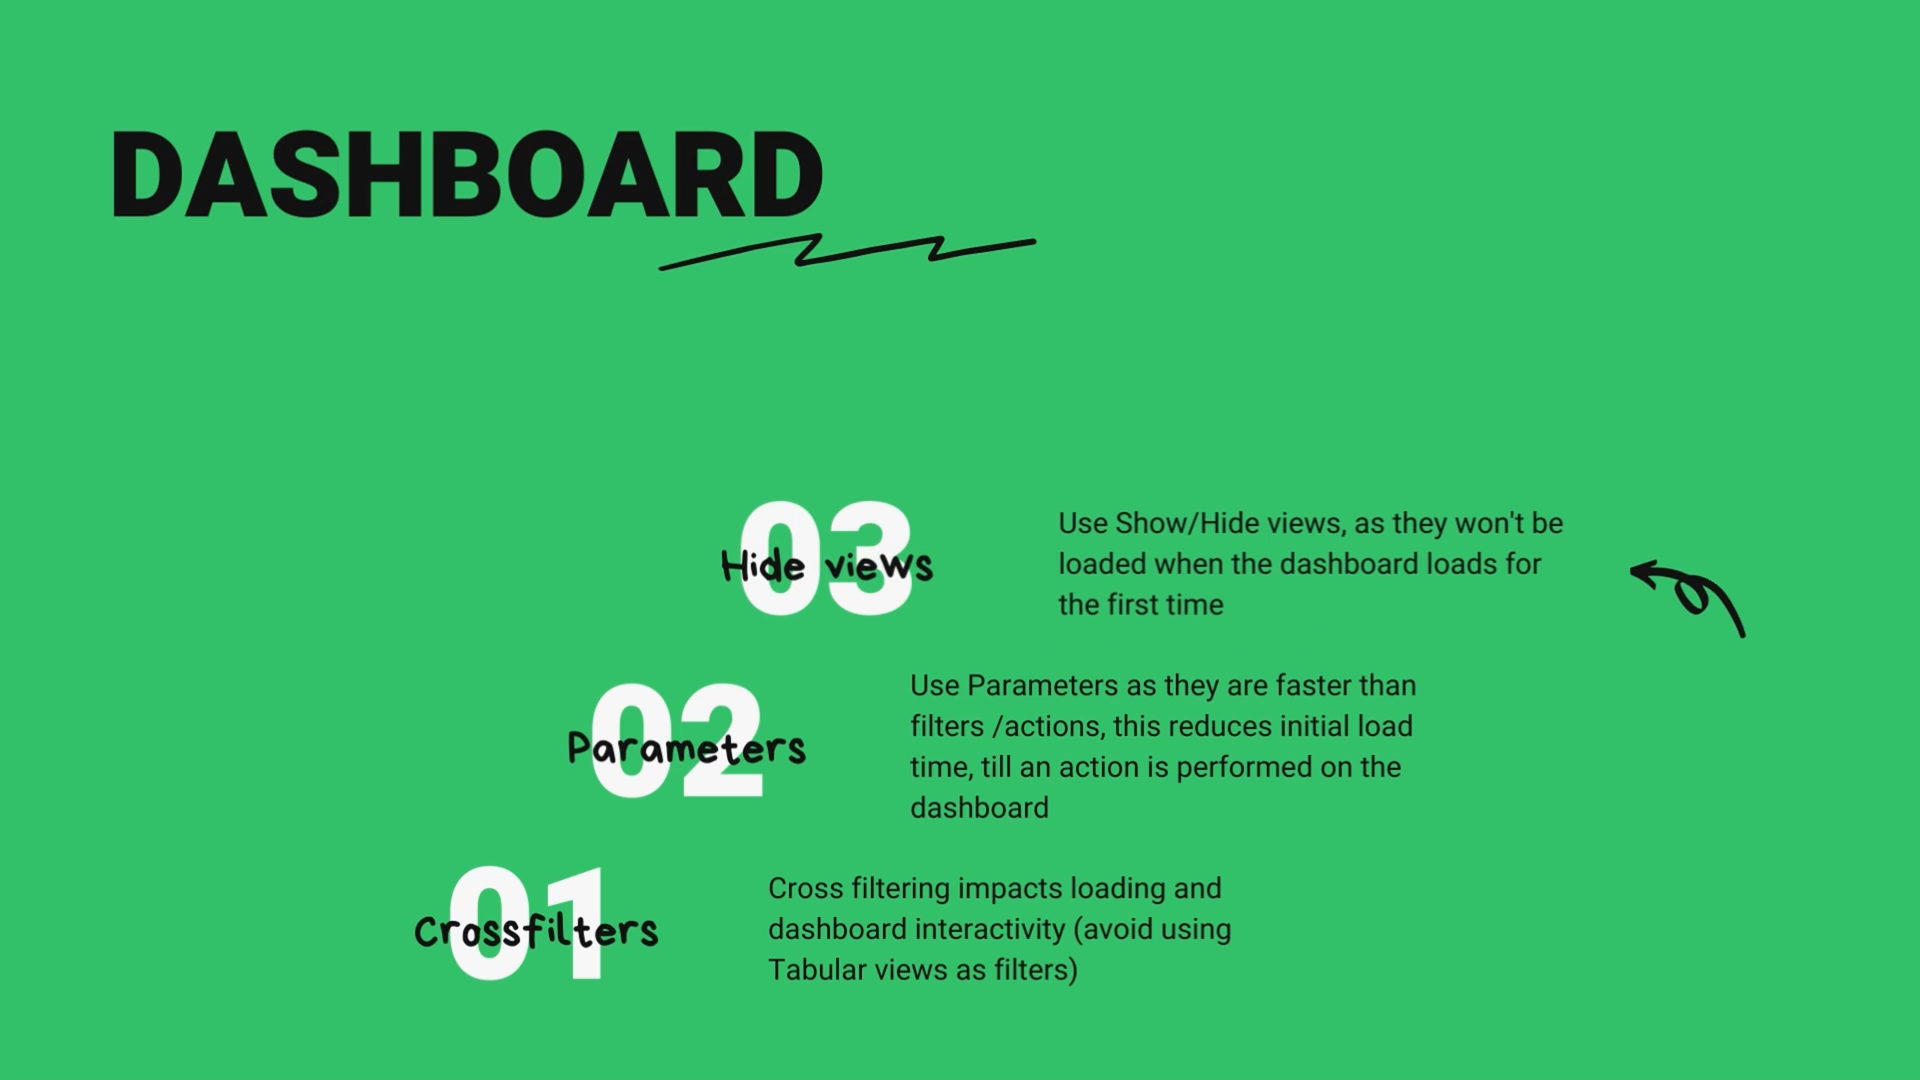 DASHBOARD
03
Hide views
Use Show/Hide views, as they won't be
loaded when the dashboard loads for
the first time
02
Parameters
Use Parameters as they are faster than
filters /actions, this reduces initial load
time, till an action is performed on the
dashboard
01
Crossfilters
Cross filtering impacts loading and
dashboard interactivity (avoid using
Tabular views as filters)